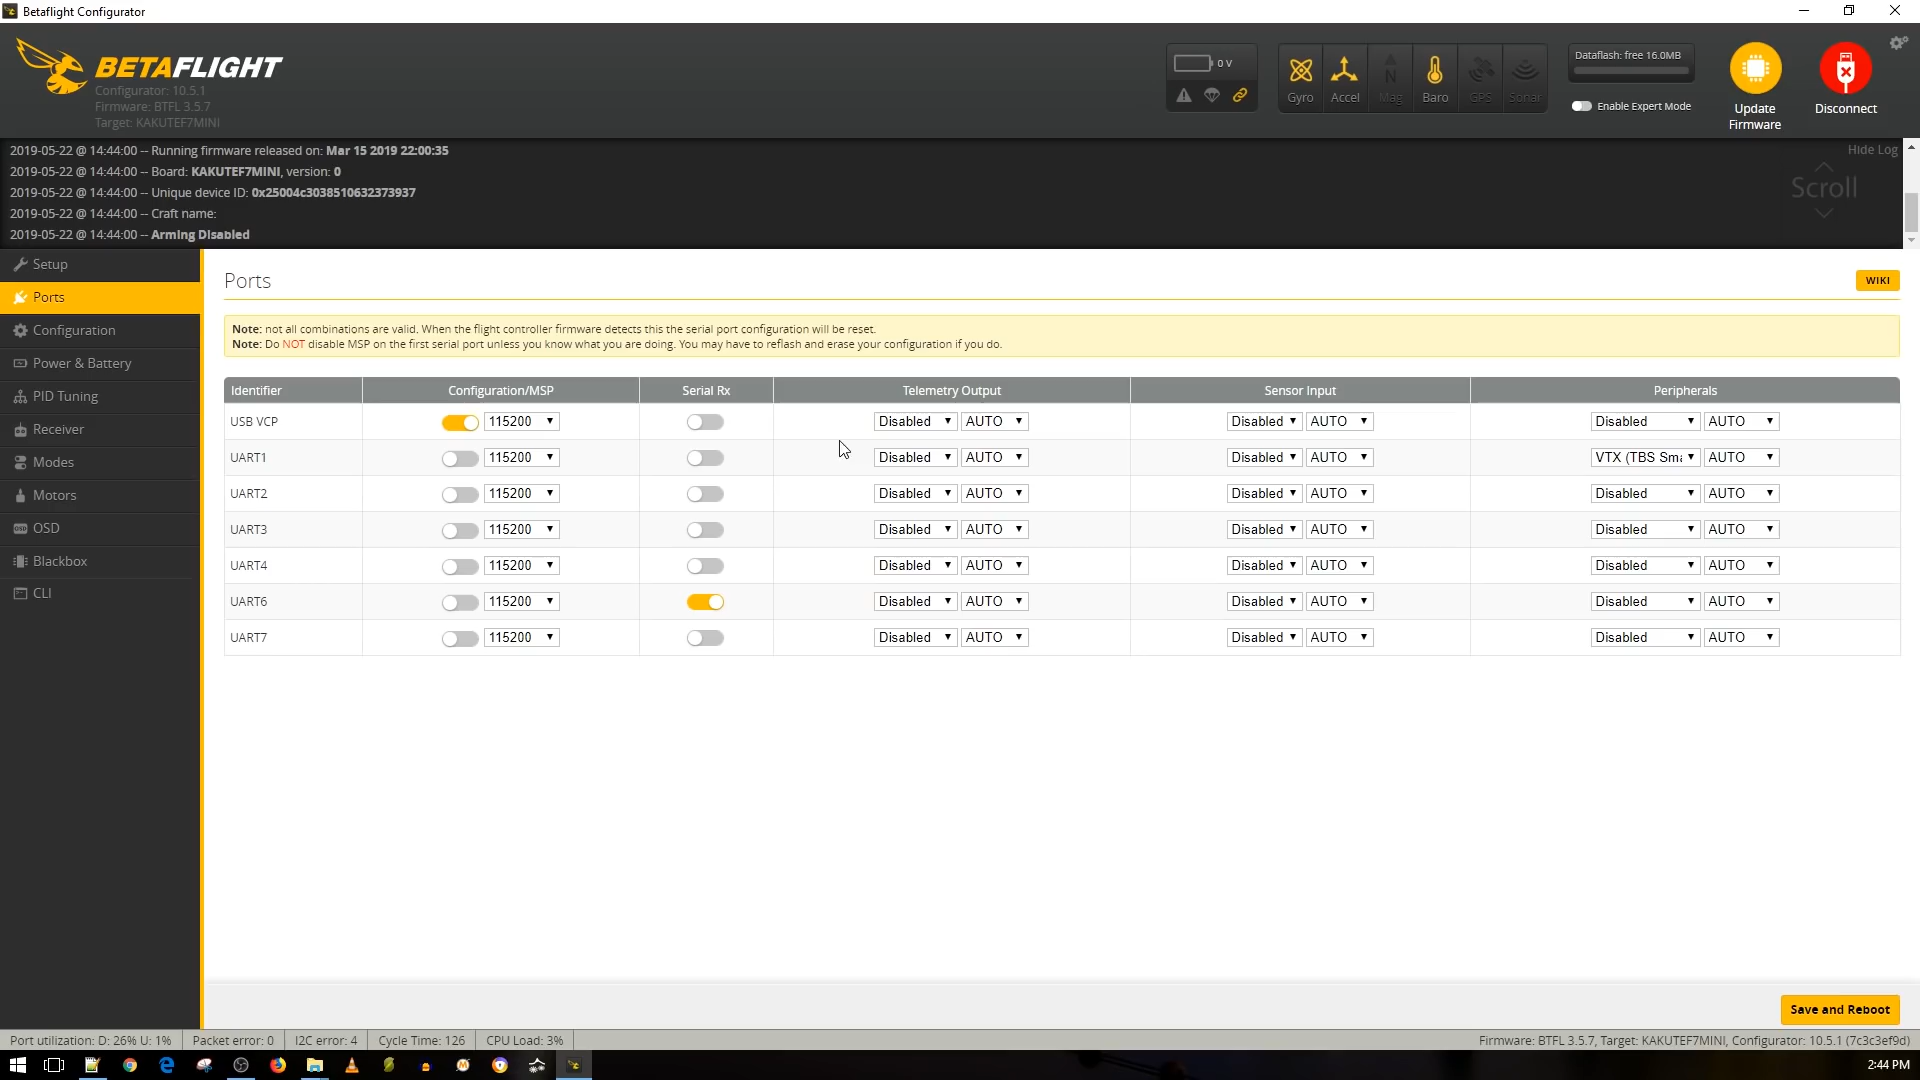 Betaflight Configurator
BETAFLIGHT
Configurator: 10.5.1
Firmware: BTFL 3.5.7
Target: KAKUTEF7MINI
0 V
Gyro
Accel
Mag
Baro
GPS
Sonar
Dataflash: free 16.0MB
Enable Expert Mode
Update
Firmware
Disconnect
2019-05-22 @ 14:44:00 -- Running firmware released on: Mar 15 2019 22:00:35
2019-05-22 @ 14:44:00 -- Board: KAKUTEF7MINI, version: 0
2019-05-22 @ 14:44:00 -- Unique device ID: 0x25004c3038510632373937
2019-05-22 @ 14:44:00 -- Craft name:
2019-05-22 @ 14:44:00 -- Arming Disabled
Hide Log
Scroll
Setup
Ports
Configuration
Power & Battery
PID Tuning
Receiver
Modes
Motors
OSD
Blackbox
CLI
Ports
WIKI
Note: not all combinations are valid. When the flight controller firmware detects this the serial port configuration will be reset.
Note: Do NOT disable MSP on the first serial port unless you know what you are doing. You may have to reflash and erase your configuration if you do.
Identifier Configuration/MSP Serial Rx Telemetry Output Sensor Input Peripherals
USB VCP 115200 Disabled AUTO Disabled AUTO Disabled AUTO
UART1 115200 Disabled AUTO Disabled AUTO VTX (TBS Sma AUTO
UART2 115200 Disabled AUTO Disabled AUTO Disabled AUTO
UART3 115200 Disabled AUTO Disabled AUTO Disabled AUTO
UART4 115200 Disabled AUTO Disabled AUTO Disabled AUTO
UART6 115200 Disabled AUTO Disabled AUTO Disabled AUTO
UART7 115200 Disabled AUTO Disabled AUTO Disabled AUTO
Save and Reboot
Port utilization: D: 26% U: 1% Packet error: 0 I2C error: 4 Cycle Time: 126 CPU Load: 3%
Firmware: BTFL 3.5.7, Target: KAKUTEF7MINI, Configurator: 10.5.1 (7c3c3ef9d)
2:44 PM